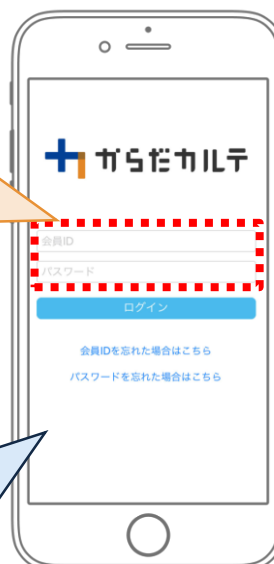 からだカルテ
会員ID
パスワード
ログイン
会員IDを忘れた場合はこちら
パスワードを忘れた場合はこちら